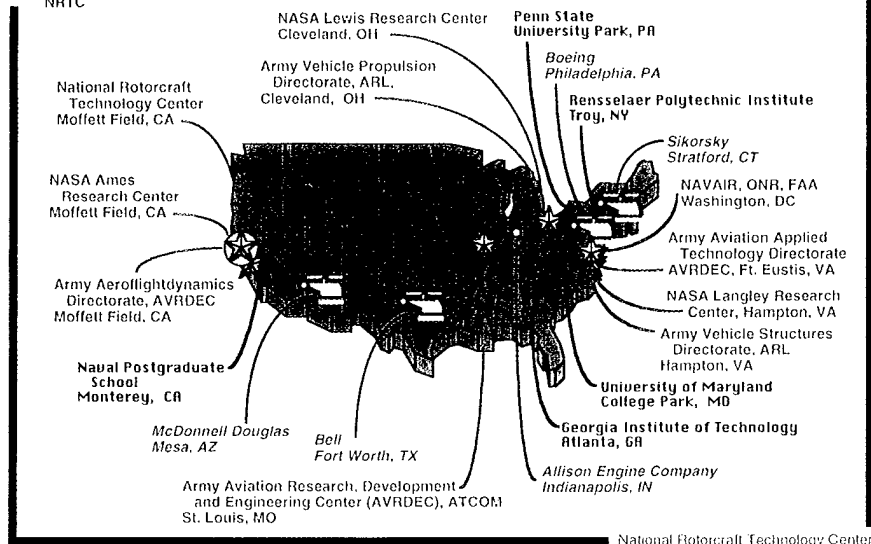 NRTC
NASA Lewis Research Center
Cleveland, OH
Penn State
University Park, PA
Army Vehicle Propulsion
Directorate, ARL,
Cleveland, OH
Boeing
Philadelphia, PA
National Rotorcraft
Technology Center
Moffett Field, CA
Rensselaer Polytechnic Institute
Troy, NY
Sikorsky
Stratford, CT
NASA Ames
Research Center
Moffett Field, CA
NAVAIR, ONR, FAA
Washington, DC
Army Aviation Applied
Technology Directorate
AVRDEC, Ft. Eustis, VA
Army Aeroflightdynamics
Directorate, AVRDEC
Moffett Field, CA
NASA Langley Research
Center, Hampton, VA
Army Vehicle Structures
Directorate, ARL
Hampton, VA
Naval Postgraduate
School
Monterey, CA
University of Maryland
College Park, MD
McDonnell Douglas
Mesa, AZ
Bell
Fort Worth, TX
Georgia Institute of Technology
Atlanta, GA
Allison Engine Company
Indianapolis, IN
Army Aviation Research, Development
and Engineering Center (AVRDEC), ATCOM
St. Louis, MO
National Rotorcraft Technology Center